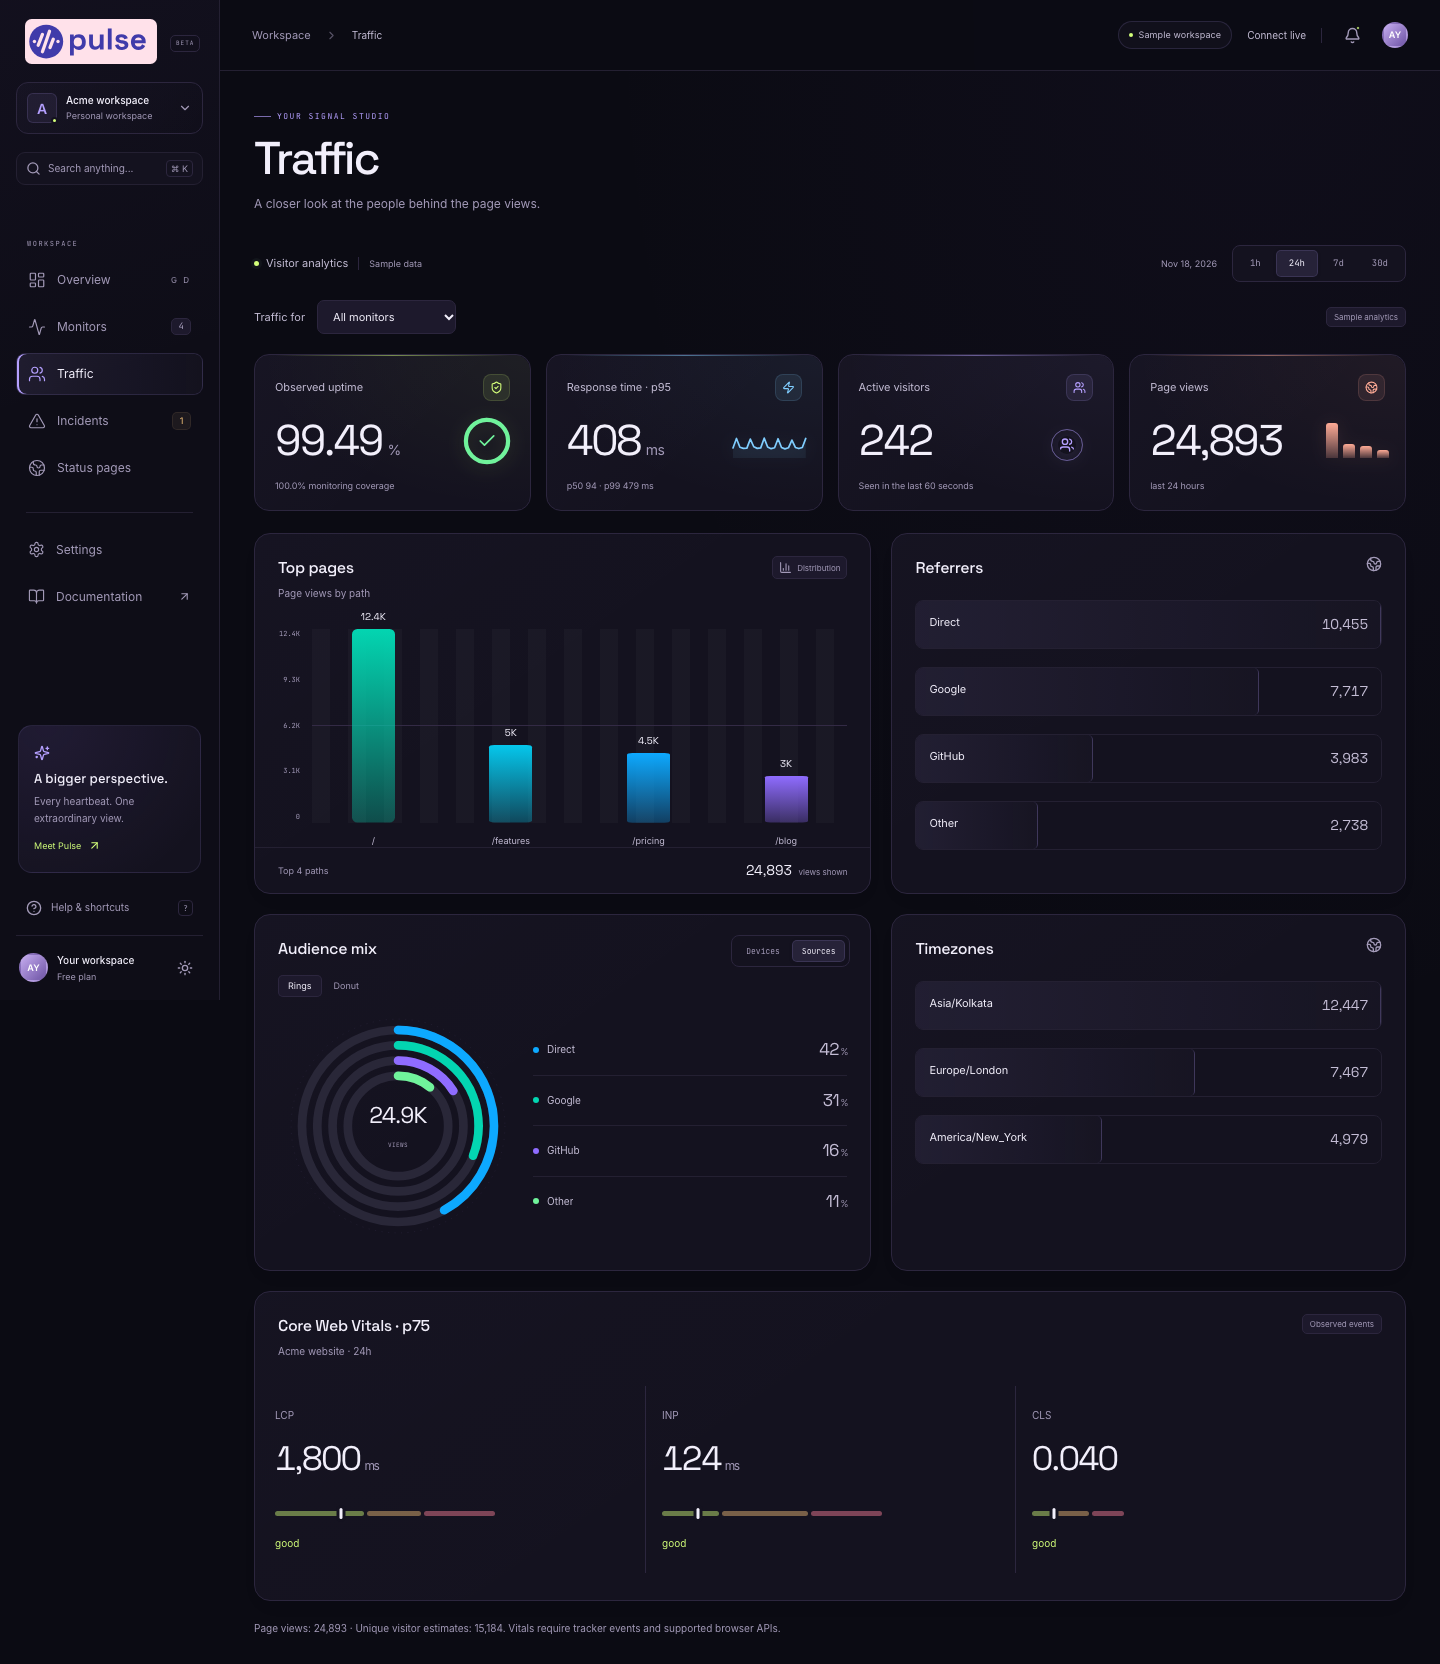 pulse
BETA
A
Acme workspace
Personal workspace
Search anything...
⌘ K
WORKSPACE
Overview
G D
Monitors
4
Traffic
Incidents
1
Status pages
Settings
Documentation
A bigger perspective.
Every heartbeat. One
extraordinary view.
Meet Pulse
Help & shortcuts
?
AY
Your workspace
Free plan
Workspace
Traffic
Sample workspace
Connect live
AY
YOUR SIGNAL STUDIO
Traffic
A closer look at the people behind the page views.
Visitor analytics
Sample data
Nov 18, 2026
1h
24h
7d
30d
Traffic for
All monitors
Sample analytics
Observed uptime
99.49 %
100.0% monitoring coverage
Response time · p95
408 ms
p50 94 · p99 479 ms
Active visitors
242
Seen in the last 60 seconds
Page views
24,893
last 24 hours
Top pages
Distribution
Page views by path
12.4K
9.3K
6.2K
3.1K
0
12.4K
5K
4.5K
3K
/
/features
/pricing
/blog
Top 4 paths
24,893 views shown
Referrers
Direct
10,455
Google
7,717
GitHub
3,983
Other
2,738
Audience mix
Devices
Sources
Rings
Donut
24.9K
VIEWS
Direct
42%
Google
31%
GitHub
16%
Other
11%
Timezones
Asia/Kolkata
12,447
Europe/London
7,467
America/New_York
4,979
Core Web Vitals · p75
Observed events
Acme website · 24h
LCP
1,800 ms
good
INP
124 ms
good
CLS
0.040
good
Page views: 24,893 · Unique visitor estimates: 15,184. Vitals require tracker events and supported browser APIs.